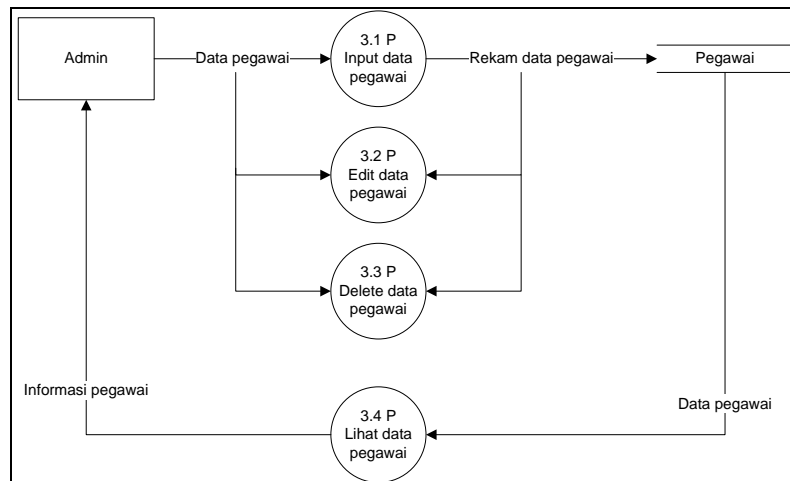 Admin
Data pegawai
3.1 P
Input data
pegawai
Rekam data pegawai
Pegawai
3.2 P
Edit data
pegawai
3.3 P
Delete data
pegawai
Informasi pegawai
3.4 P
Lihat data
pegawai
Data pegawai